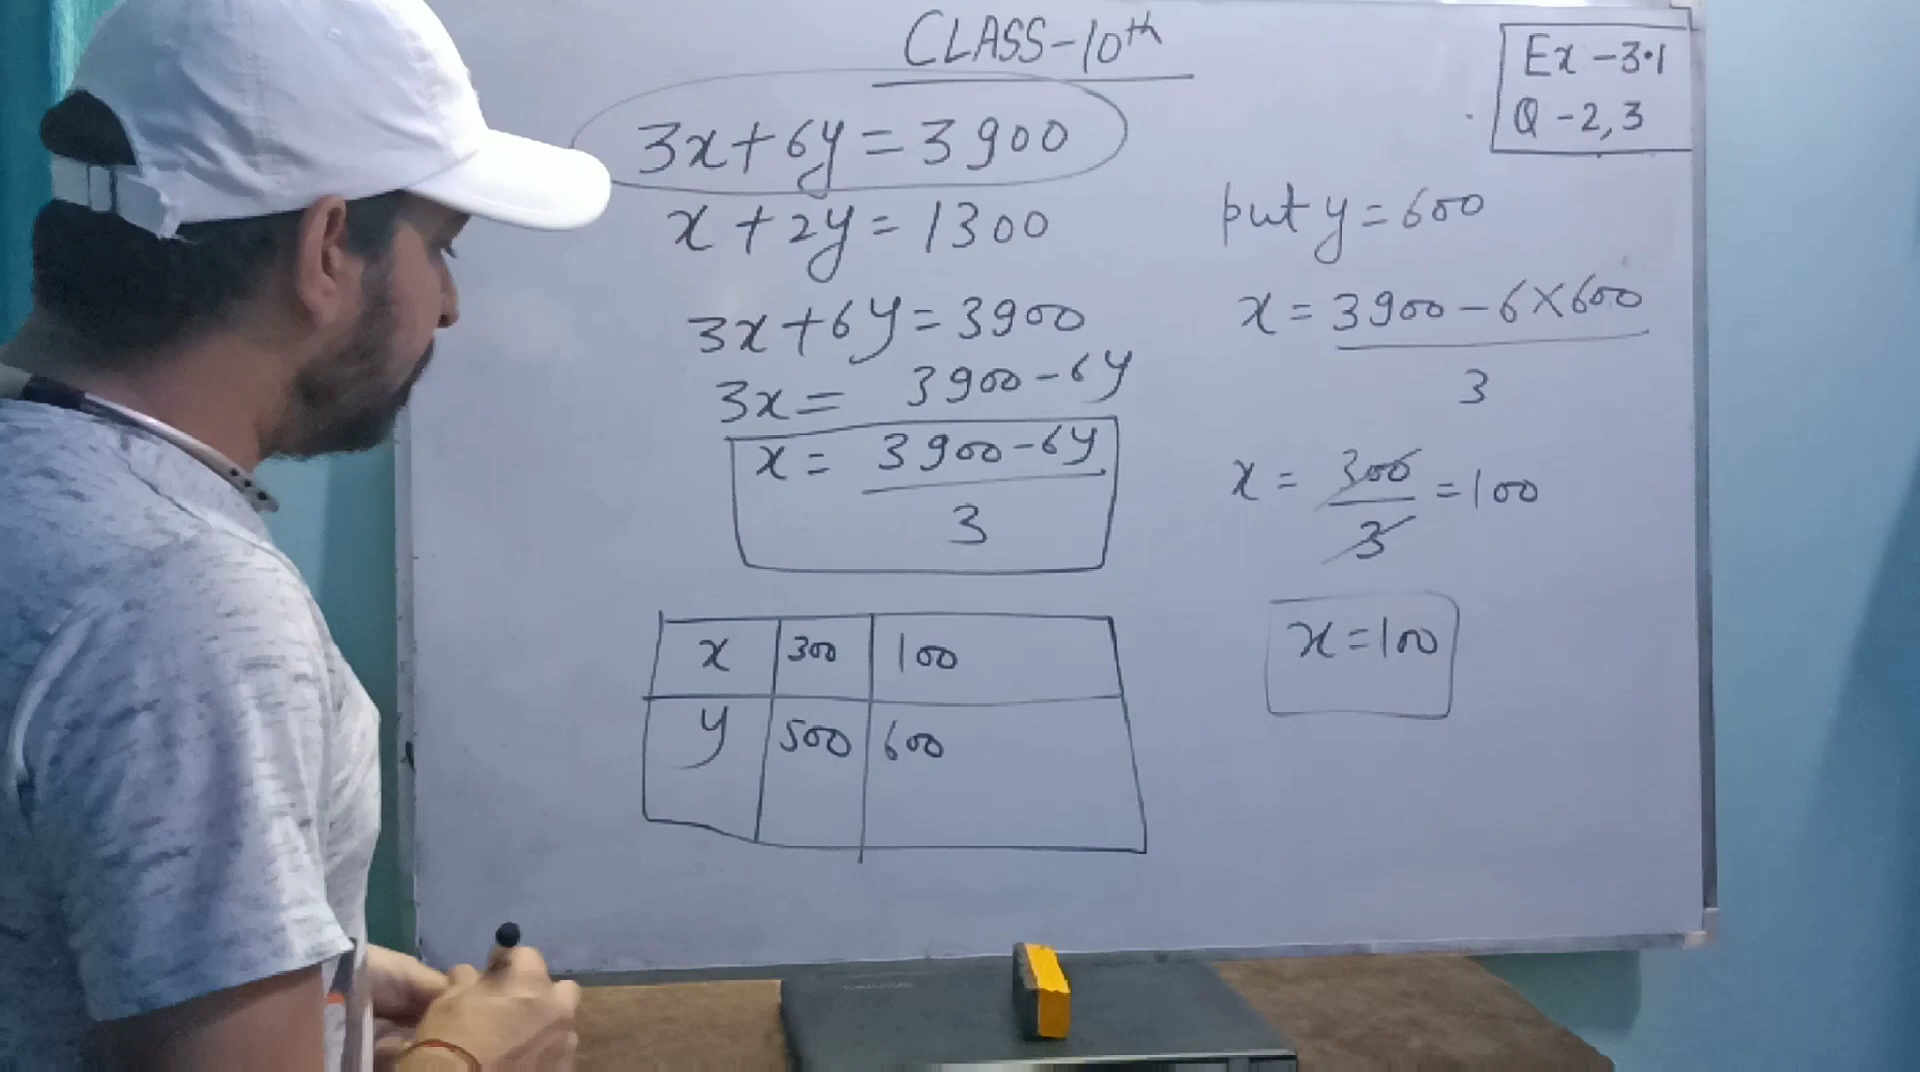 CLASS-10th
Ex -3.1
Q -2,3
3x+6y=3900
x+2y=1300
3x+6y=3900
3x= 3900-6y
x= 3900-6y
3
x 300 100
y 500 600
put y=600
x= 3900-6×600
3
x= 300 =100
3
x=100